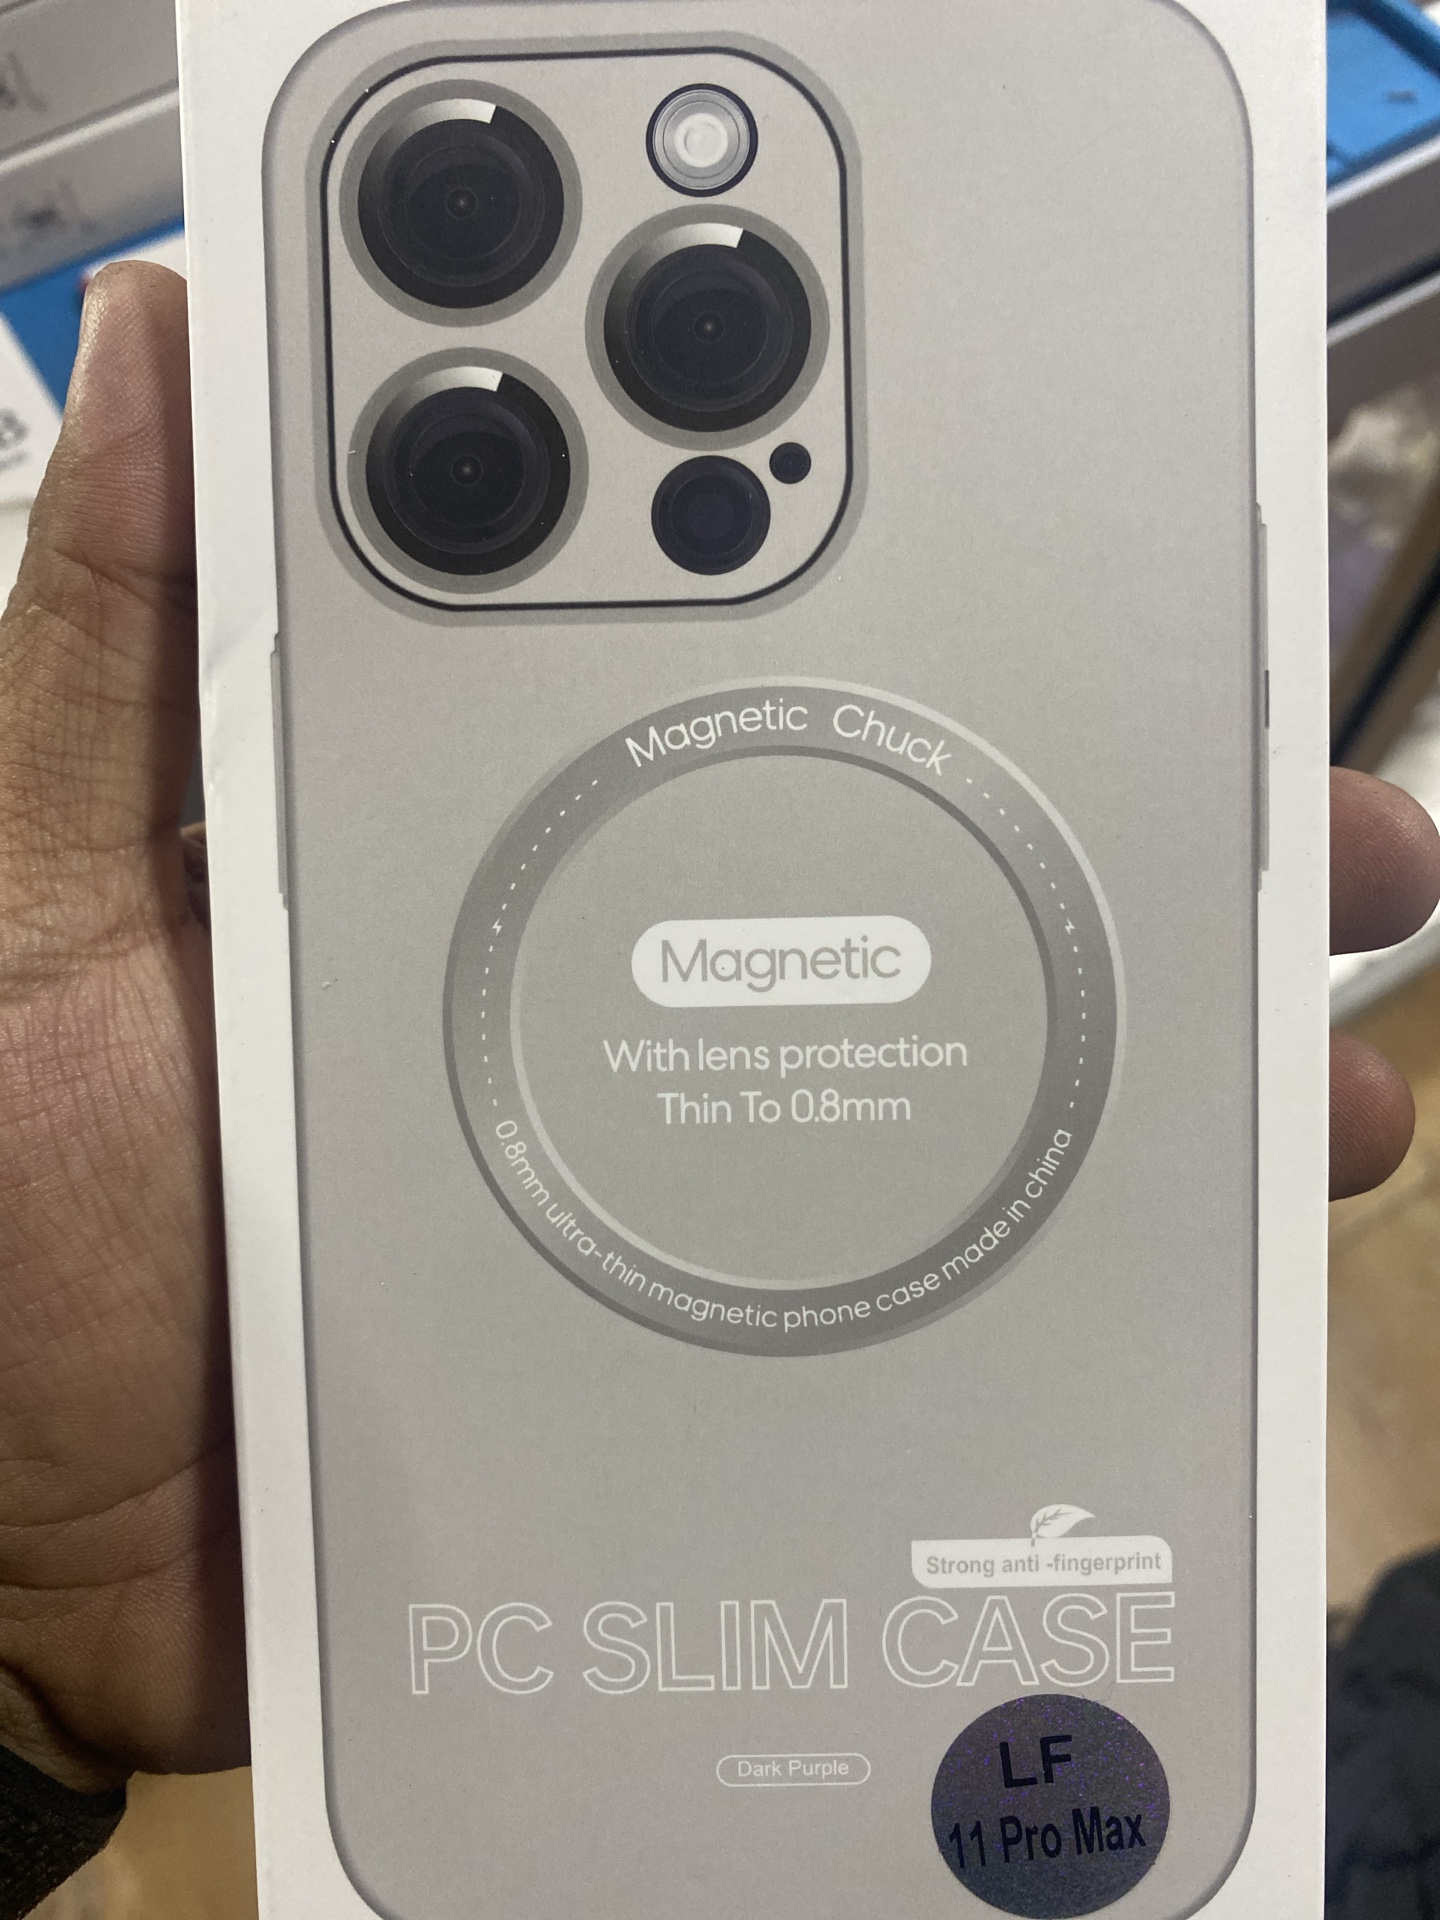 Magnetic Chuck
Magnetic
With lens protection
Thin To 0.8mm
0.8mm ultra-thin magnetic phone case made in china
Strong anti -fingerprint
PC SLIM CASE
Dark Purple
LF
11 Pro Max